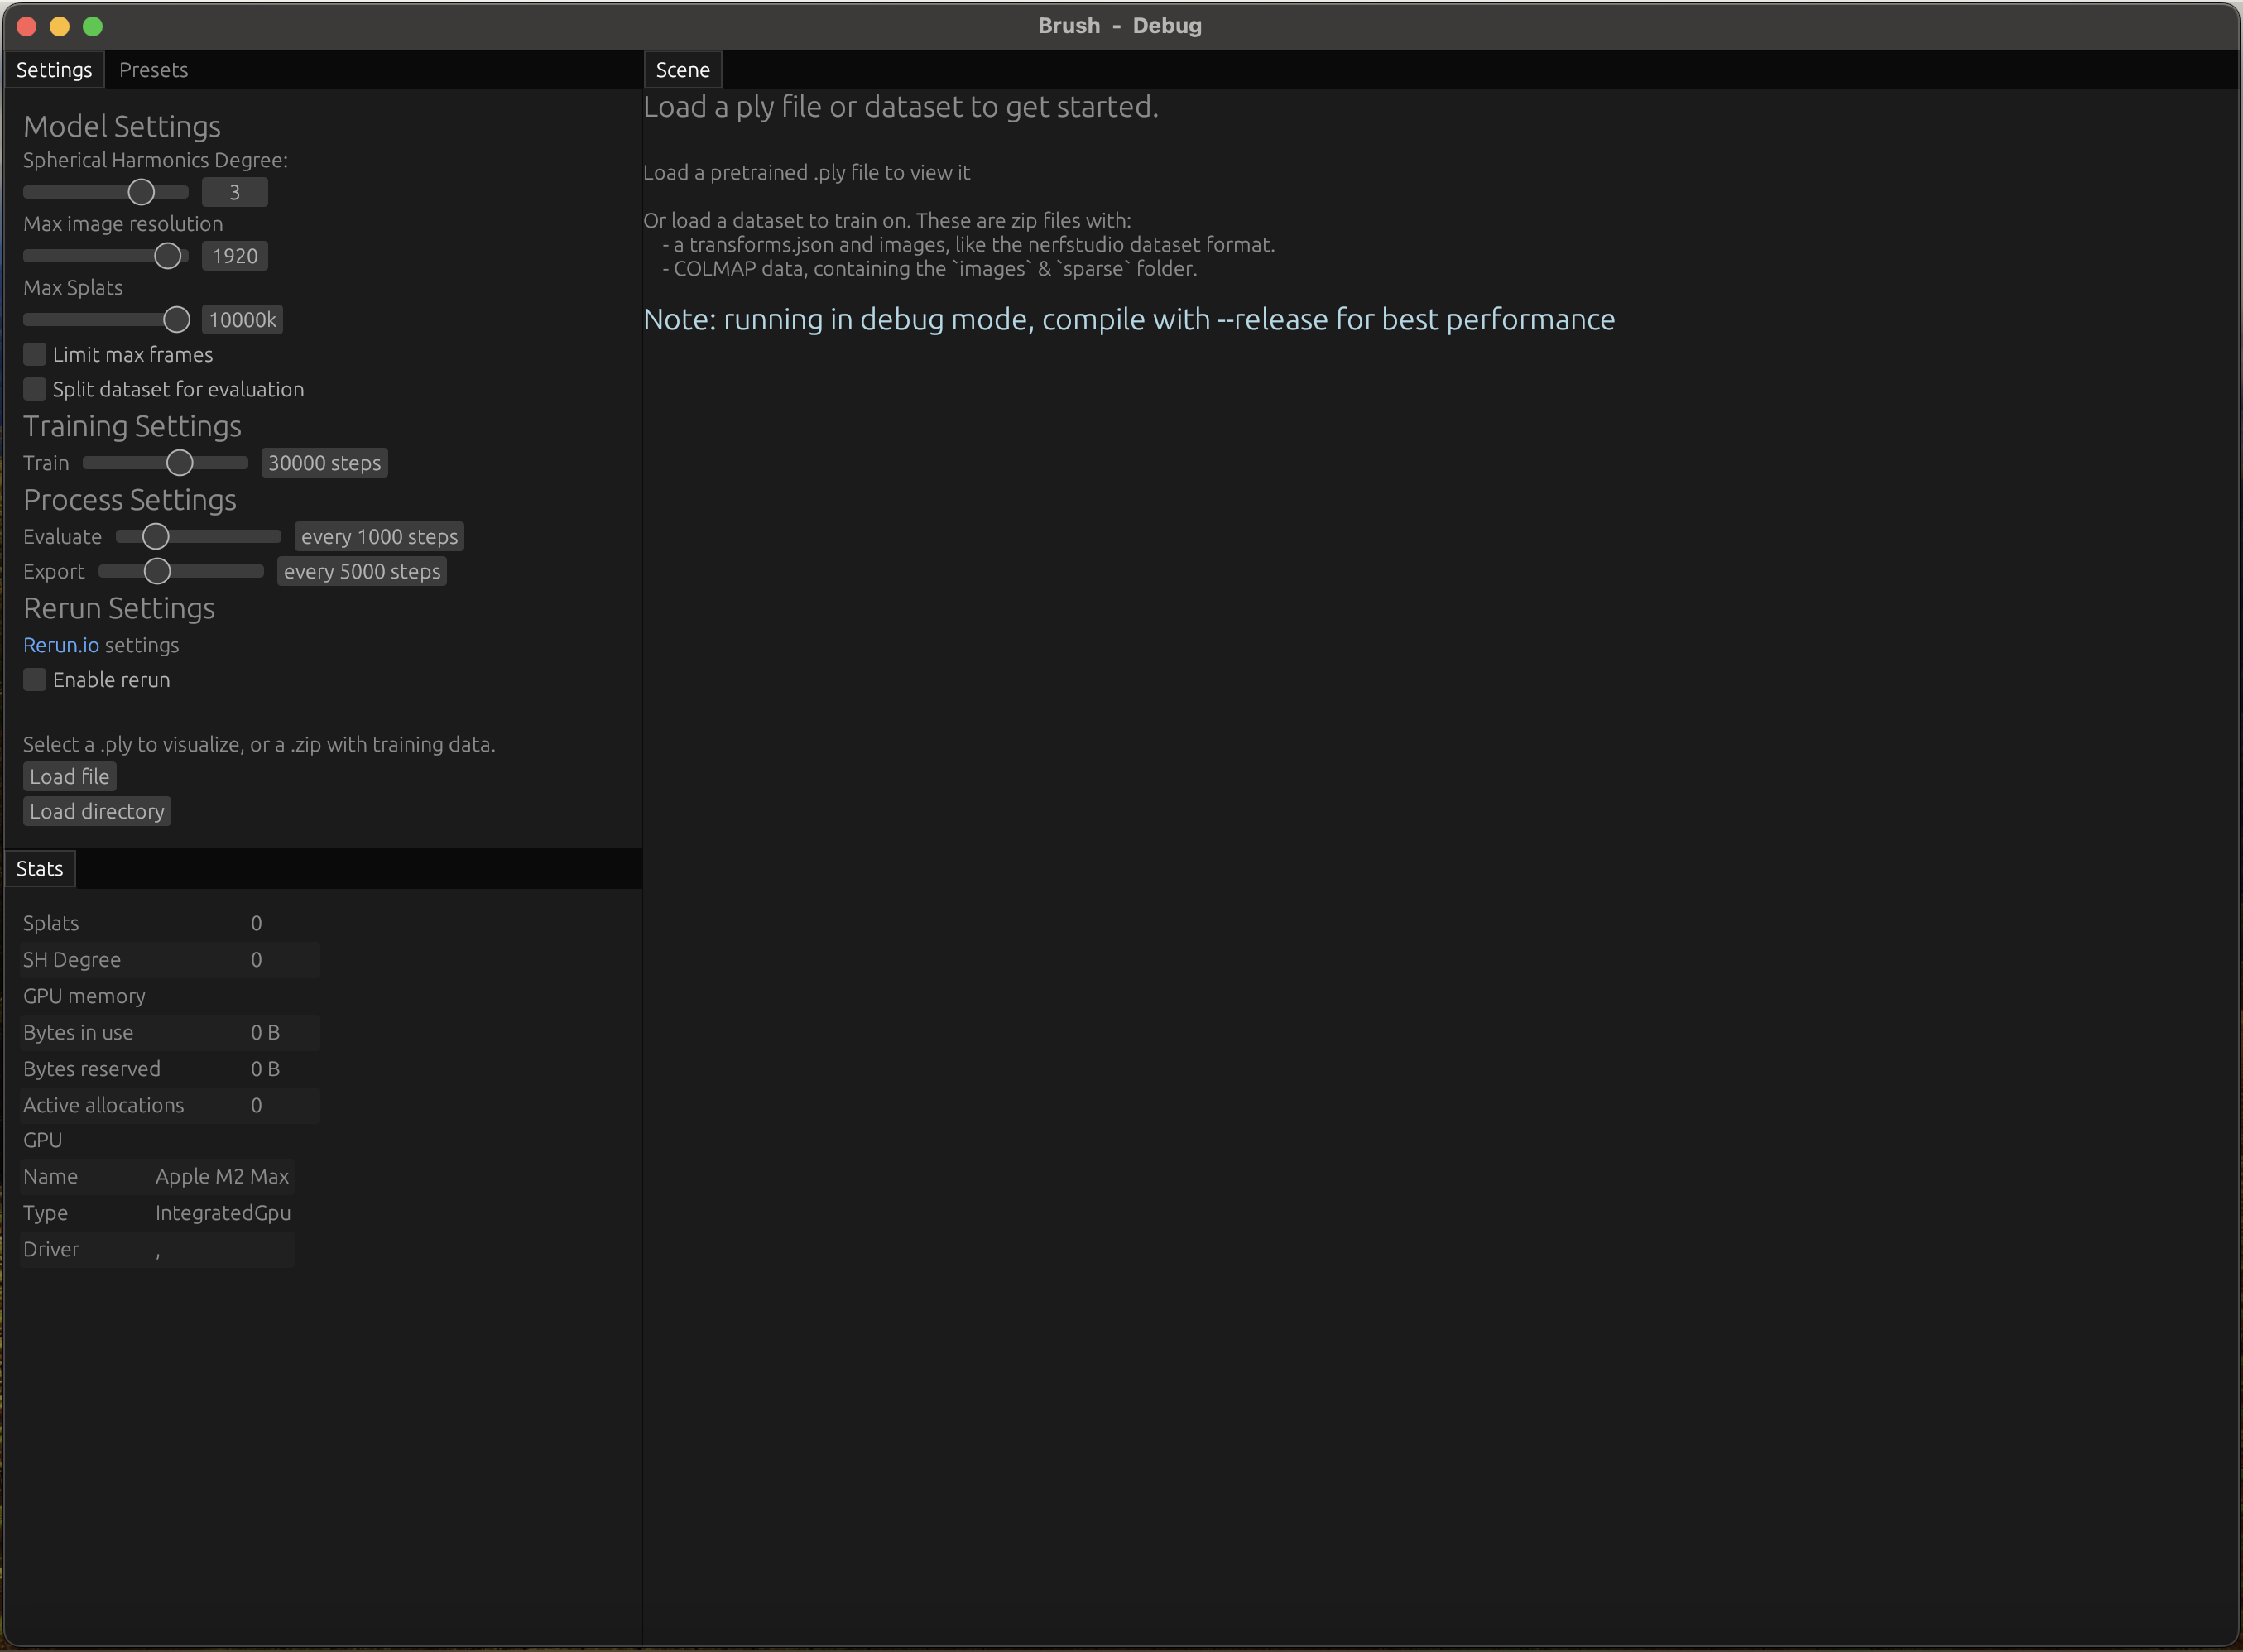 Brush - Debug
Settings Presets
Model Settings
Spherical Harmonics Degree:
3
Max image resolution
1920
Max Splats
10000k
Limit max frames
Split dataset for evaluation
Training Settings
Train 30000 steps
Process Settings
Evaluate every 1000 steps
Export every 5000 steps
Rerun Settings
Rerun.io settings
Enable rerun
Select a .ply to visualize, or a .zip with training data.
Load file
Load directory
Stats
Splats 0
SH Degree 0
GPU memory
Bytes in use 0 B
Bytes reserved 0 B
Active allocations 0
GPU
Name Apple M2 Max
Type IntegratedGpu
Driver ,
Scene
Load a ply file or dataset to get started.
Load a pretrained .ply file to view it
Or load a dataset to train on. These are zip files with:
- a transforms.json and images, like the nerfstudio dataset format.
- COLMAP data, containing the `images` & `sparse` folder.
Note: running in debug mode, compile with --release for best performance